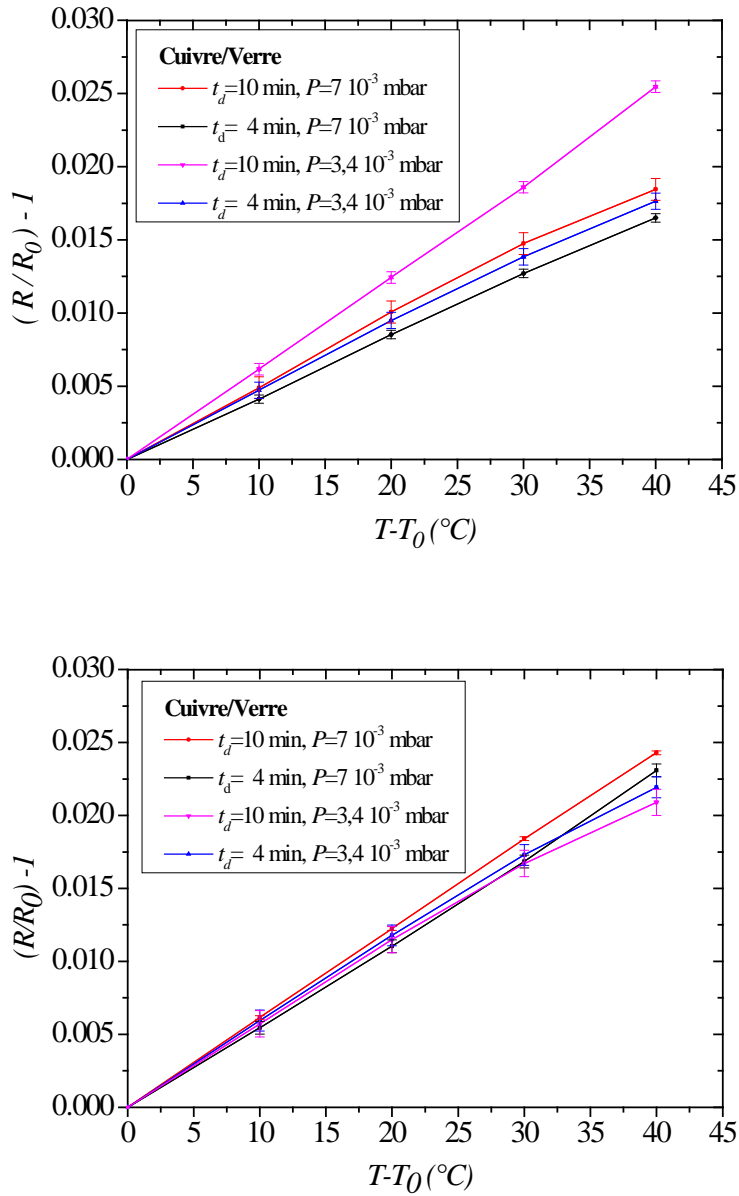 0.030
0.025
0.020
0.015
0.010
0.005
0.000
(R / R0) - 1
Cuivre/Verre
td=10 min, P=7 10-3 mbar
td= 4 min, P=7 10-3 mbar
td=10 min, P=3,4 10-3 mbar
td= 4 min, P=3,4 10-3 mbar
0 5 10 15 20 25 30 35 40 45
T-T0 (°C)
0.030
0.025
0.020
0.015
0.010
0.005
0.000
(R/R0) -1
Cuivre/Verre
td=10 min, P=7 10-3 mbar
td= 4 min, P=7 10-3 mbar
td=10 min, P=3,4 10-3 mbar
td= 4 min, P=3,4 10-3 mbar
0 5 10 15 20 25 30 35 40 45
T-T0 (°C)